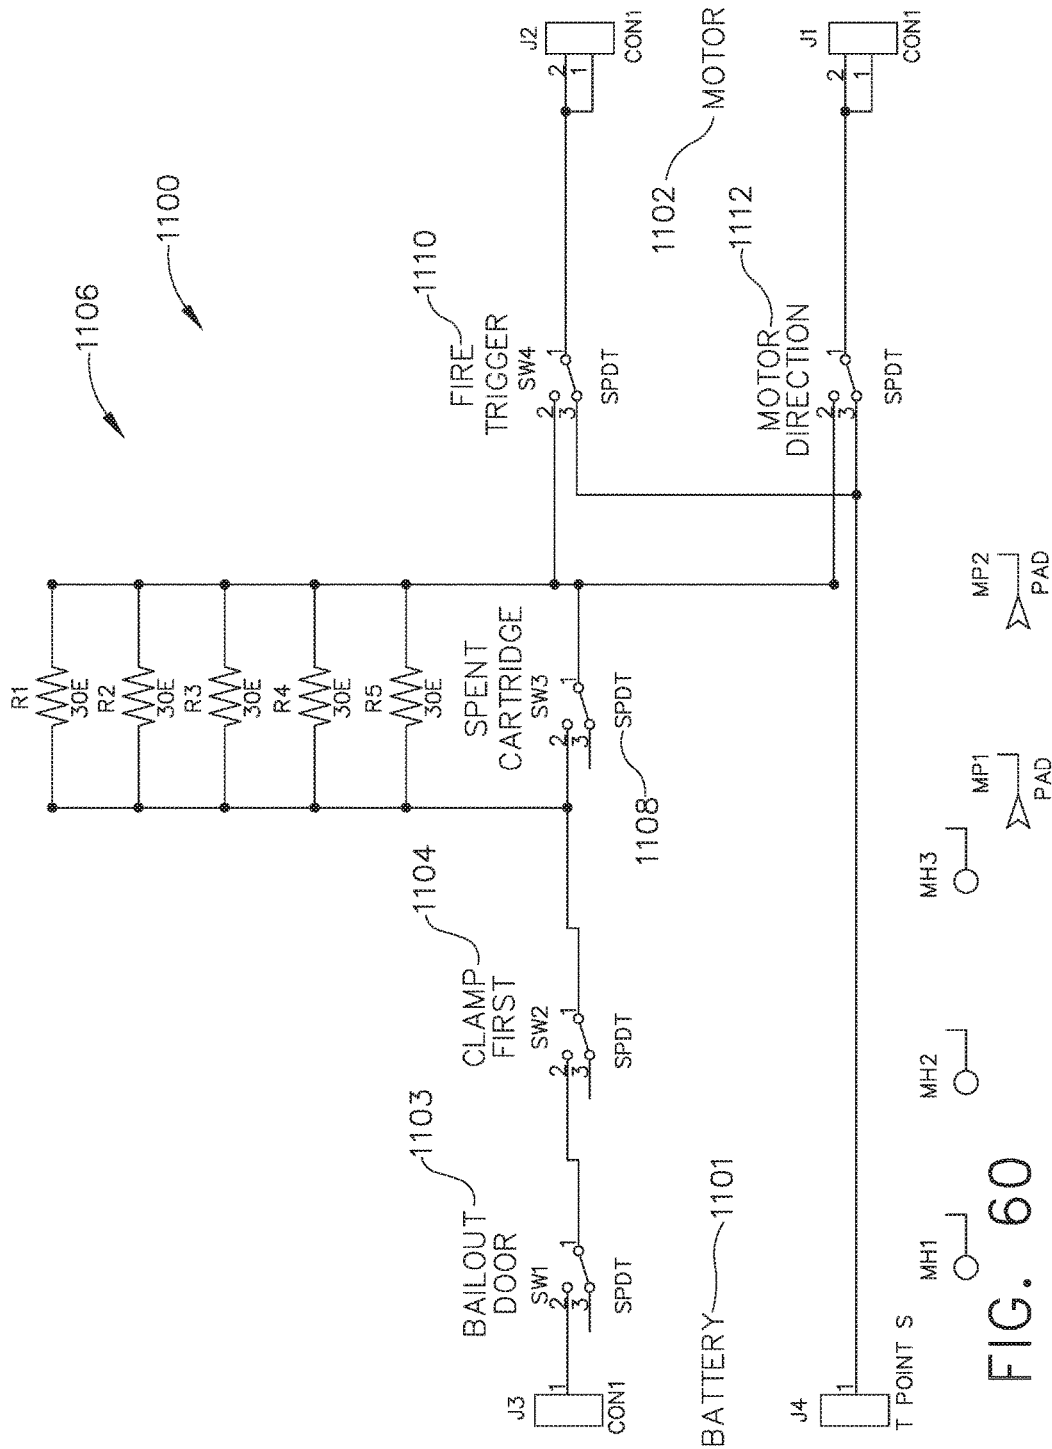 1106
1100
R1
30E
R2
30E
R3
30E
R4
30E
R5
30E
BAILOUT
DOOR
1103
SW1
1
2
3
SPDT
J3
1
CON1
CLAMP
FIRST
1104
SW2
1
2
3
SPDT
SPENT
CARTRIDGE
SW3
1
2
3
SPDT
1108
FIRE
TRIGGER
1110
SW4
1
2
3
SPDT
J2
2
1
CON1
BATTERY
1101
1102
MOTOR
MOTOR
DIRECTION
1112
1
2
3
SPDT
J1
2
1
CON1
J4
1
T POINT S
MH1
MH2
MH3
MP1
PAD
MP2
PAD
FIG. 60